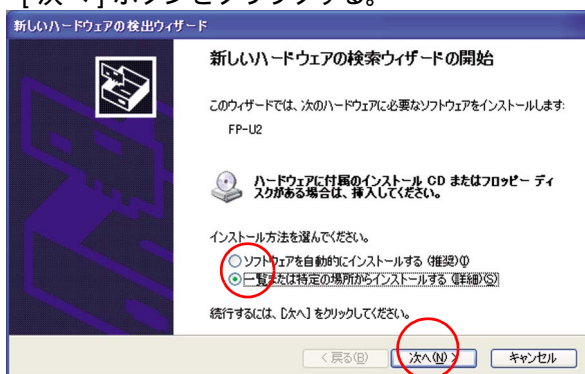 [次へ]ボタンをクリックする。
新しいハードウェアの検出ウィザード
新しいハードウェアの検索ウィザードの開始
このウィザードでは、次のハードウェアに必要なソフトウェアをインストールします:
FP-U2
ハードウェアに付属のインストール CD またはフロッピー ディ
スクがある場合は、挿入してください。
インストール方法を選んでください。
ソフトウェアを自動的にインストールする (推奨)(I)
一覧または特定の場所からインストールする (詳細)(S)
続行するには、[次へ] をクリックしてください。
< 戻る(B) 次へ(N) > キャンセル